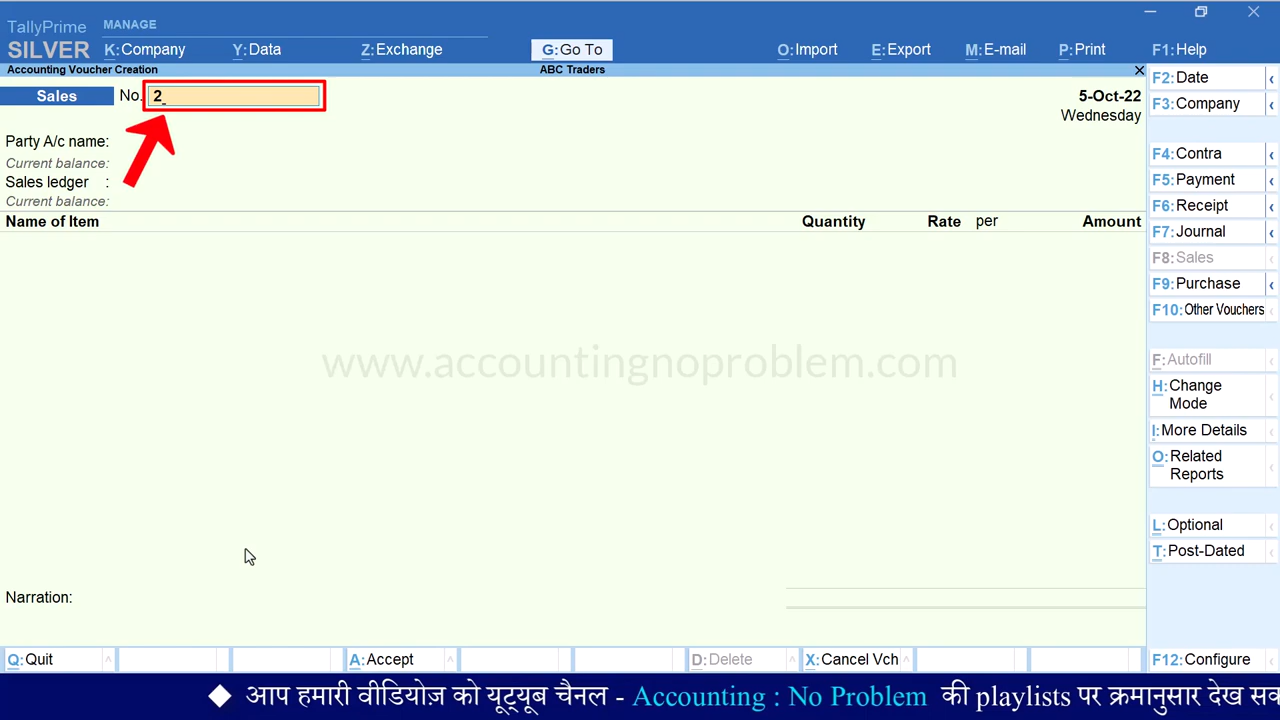 TallyPrime MANAGE
SILVER K:Company Y:Data Z:Exchange G:Go To O:Import E:Export M:E-mail P:Print F1:Help
Accounting Voucher Creation ABC Traders
Sales No. 2 5-Oct-22
Wednesday
Party A/c name:
Current balance:
Sales ledger :
Current balance:
Name of Item Quantity Rate per Amount
www.accountingnoproblem.com
Narration:
Q:Quit A:Accept D:Delete X:Cancel Vch
F2:Date
F3:Company
F4:Contra
F5:Payment
F6:Receipt
F7:Journal
F8:Sales
F9:Purchase
F10:Other Vouchers
F:Autofill
H:Change
Mode
I:More Details
O:Related
Reports
L:Optional
T:Post-Dated
F12:Configure
◆ आप हमारी वीडियोज़ को यूट्यूब चैनल - Accounting : No Problem की playlists पर क्रमानुसार देख